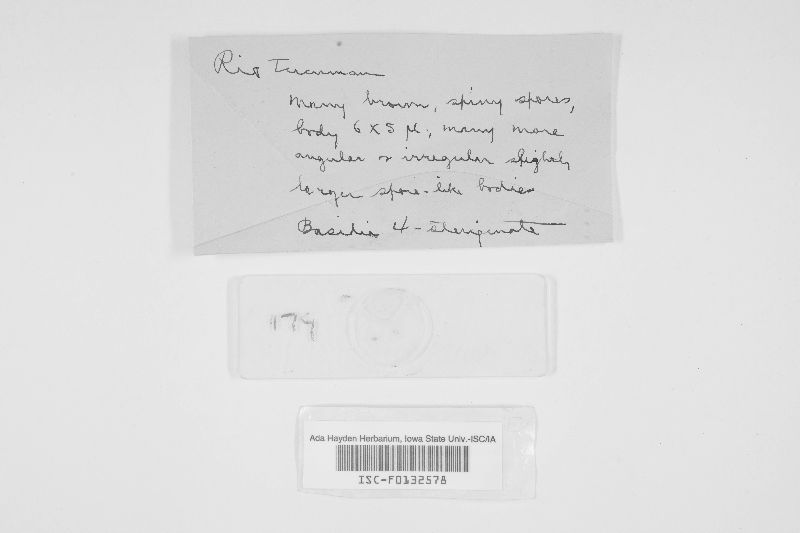 Rio Tucuman
Many brown, spiny spores,
body 6 x 5 µ; many more
angular or irregular slightly
larger spore-like bodies
Basidia 4-sterigmate
179
Ada Hayden Herbarium, Iowa State Univ.-ISC/IA
ISC-F0132578